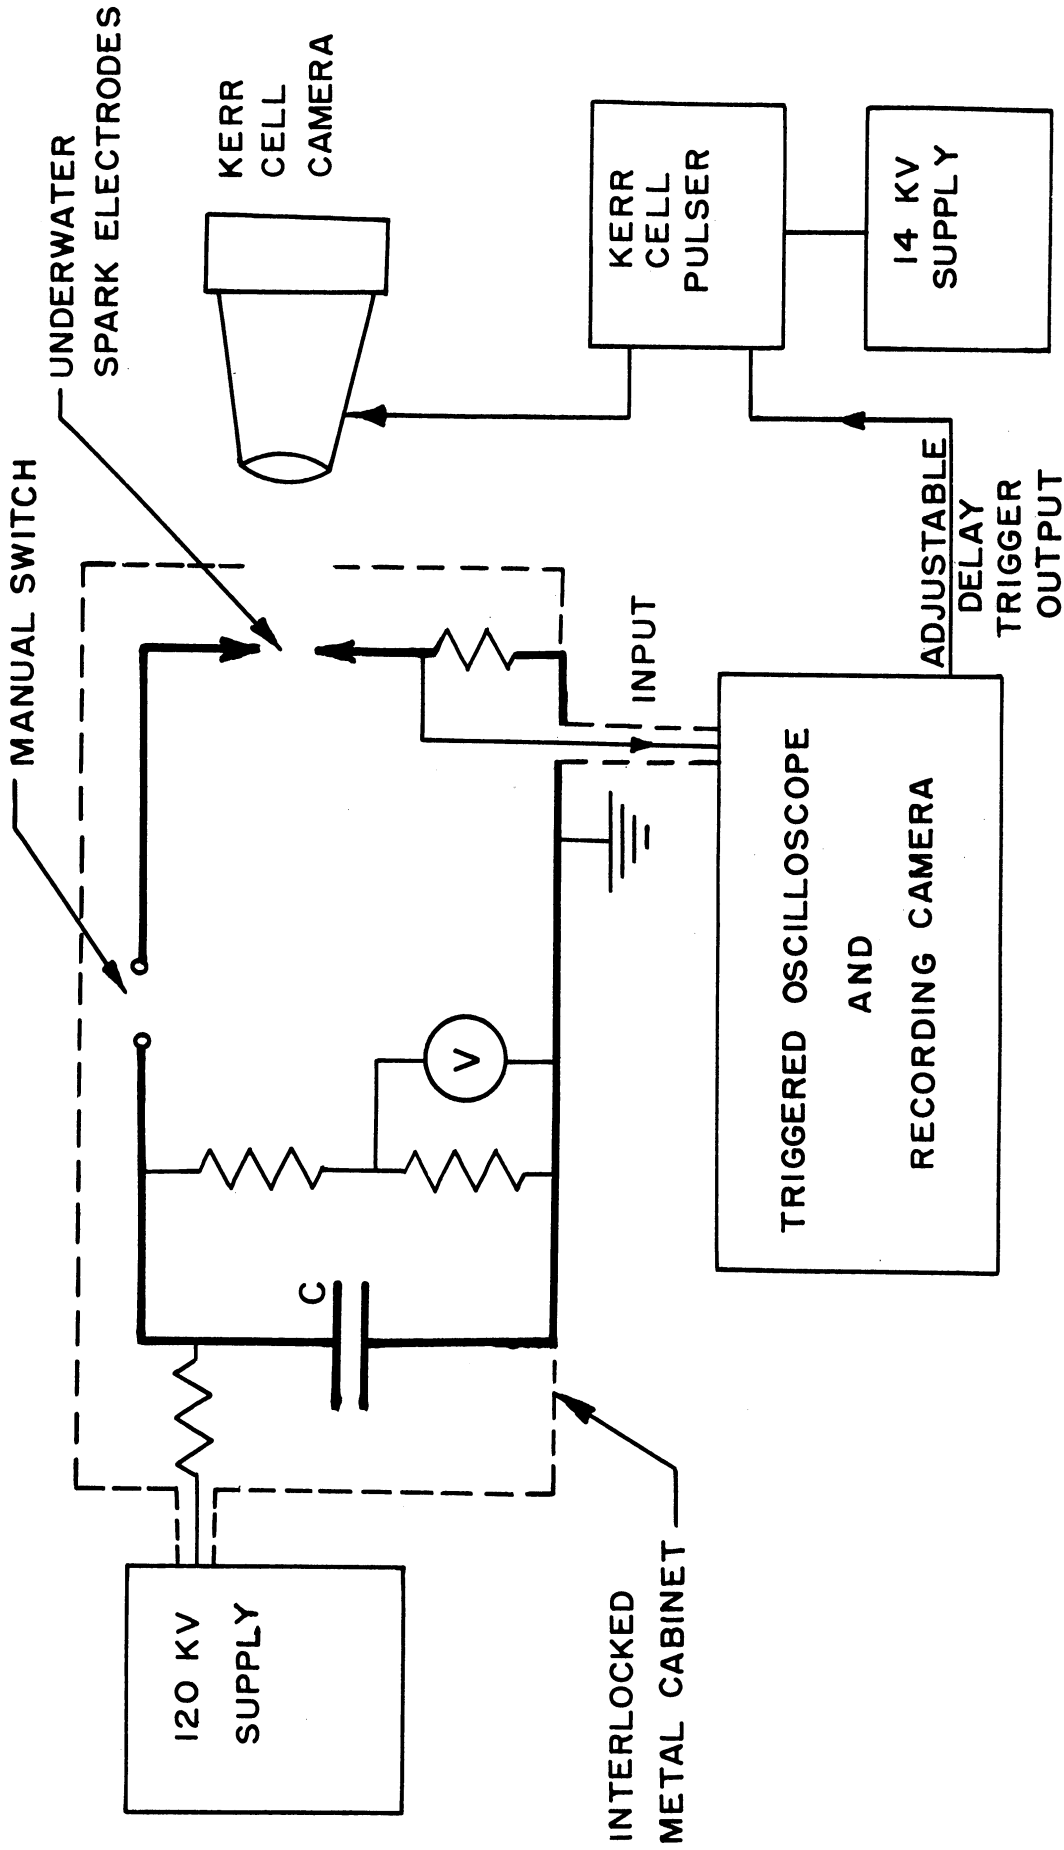 MANUAL SWITCH
UNDERWATER
SPARK ELECTRODES
KERR
CELL
CAMERA
120 KV
SUPPLY
C
V
INPUT
KERR
CELL
PULSER
14 KV
SUPPLY
INTERLOCKED
METAL CABINET
TRIGGERED OSCILLOSCOPE
AND
RECORDING CAMERA
ADJUSTABLE
DELAY
TRIGGER
OUTPUT